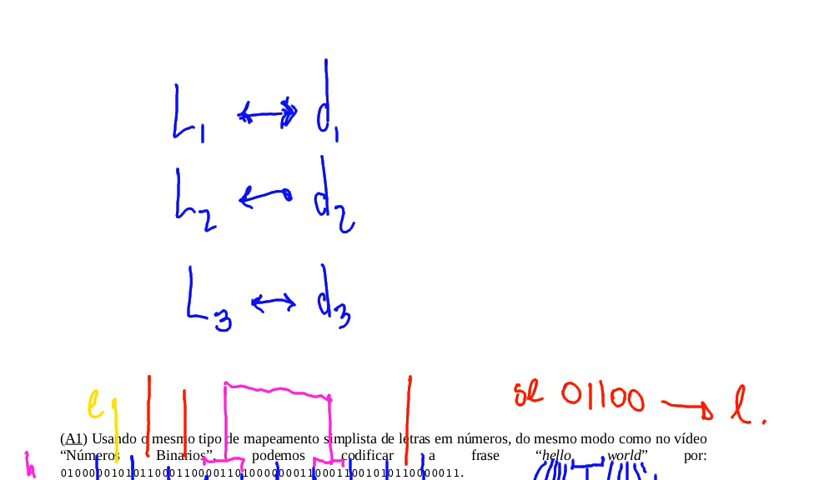 L1 ↔ d1
L2 ← d2
L3 ↔ d3
se 01100 → l.
e
(A1) Usando o mesmo tipo de mapeamento simplista de letras em números, do mesmo modo como no vídeo
“Números Binários”, podemos codificar a frase “hello world” por:
h